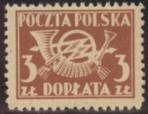 POCZTA POLSKA
3 3
ZŁ ZŁ
DOPŁATA